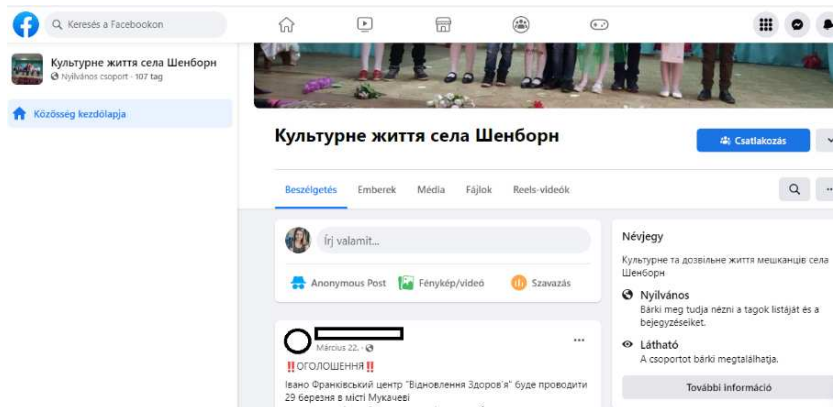 Keresés a Facebookon
Культурне життя села Шенборн
Nyilvános csoport · 107 tag
Közösség kezdőlapja
Культурне життя села Шенборн
Csatlakozás
Beszélgetés Emberek Média Fájlok Reels-videók
Írj valamit...
Anonymous Post Fénykép/videó Szavazás
Március 22. ·
‼️ОГОЛОШЕННЯ‼️
Івано Франківський центр "Відновлення Здоров'я" буде проводити
29 березня в місті Мукачеві
Névjegy
Культурне та дозвільне життя мешканців села
Шенборн
Nyilvános
Bárki meg tudja nézni a tagok listáját és a
bejegyzéseiket.
Látható
A csoportot bárki megtalálhatja.
További információ